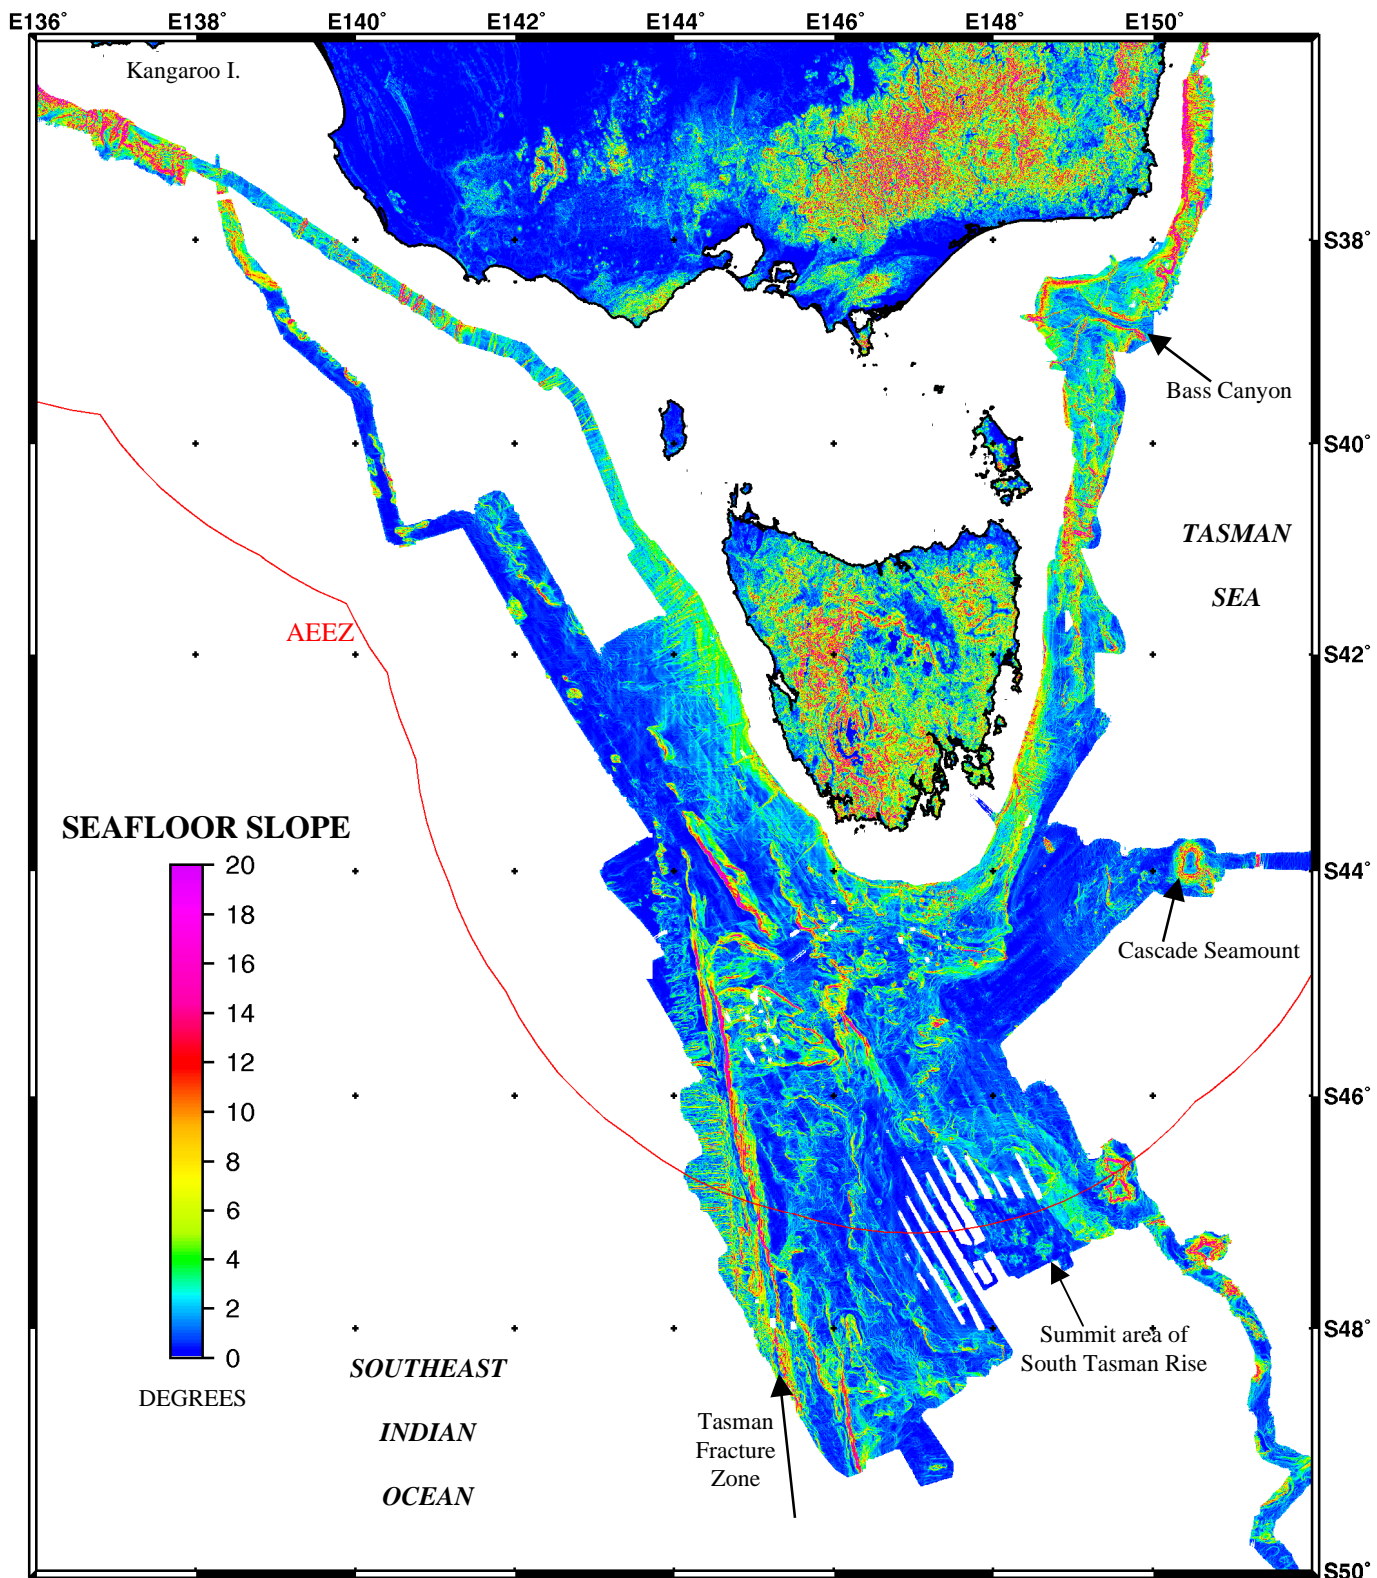 E136° E138° E140° E142° E144° E146° E148° E150°
Kangaroo I.
S38°
Bass Canyon
S40°
TASMAN
SEA
AEEZ
S42°
SEAFLOOR SLOPE
20
18
16
14
12
10
8
6
4
2
0
DEGREES
S44°
Cascade Seamount
S46°
S48°
Summit area of
South Tasman Rise
SOUTHEAST
INDIAN
OCEAN
Tasman
Fracture
Zone
S50°